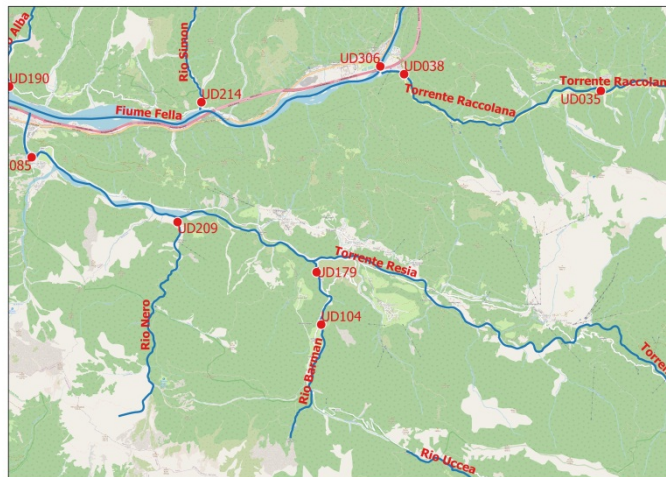 o Alba
UD190
Rio Simon
UD214
Fiume Fella
UD306
UD038
Torrente Raccolana
Torrente Raccolan
UD035
085
UD209
Torrente Resia
UD179
UD104
Rio Nero
Rio Barman
Torren
Rio Uccea